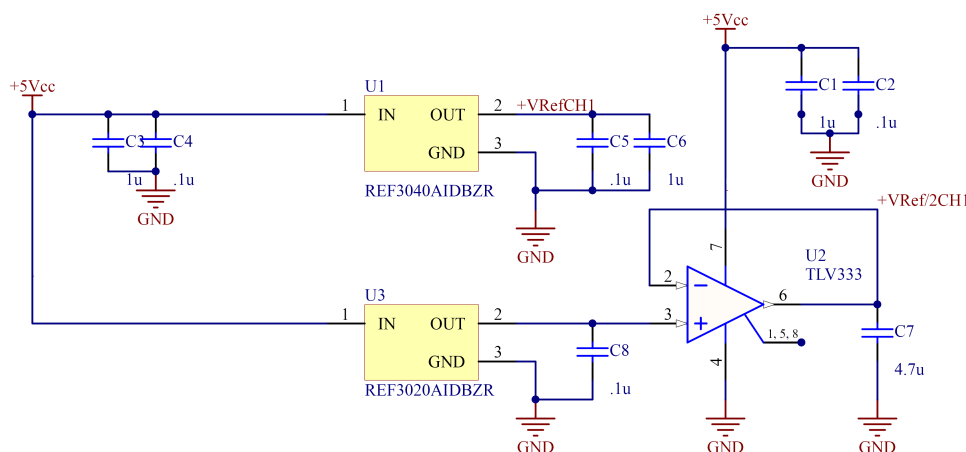 +5Vcc
+5Vcc
U1
1
IN
OUT
2
+VRefCH1
GND
3
REF3040AIDBZR
C3
C4
1u
.1u
GND
C5
C6
.1u
1u
GND
C1
C2
1u
.1u
GND
+VRef/2CH1
7
U2
TLV333
2
3
6
1, 5, 8
4
GND
C7
4.7u
GND
U3
1
IN
OUT
2
GND
3
REF3020AIDBZR
C8
.1u
GND